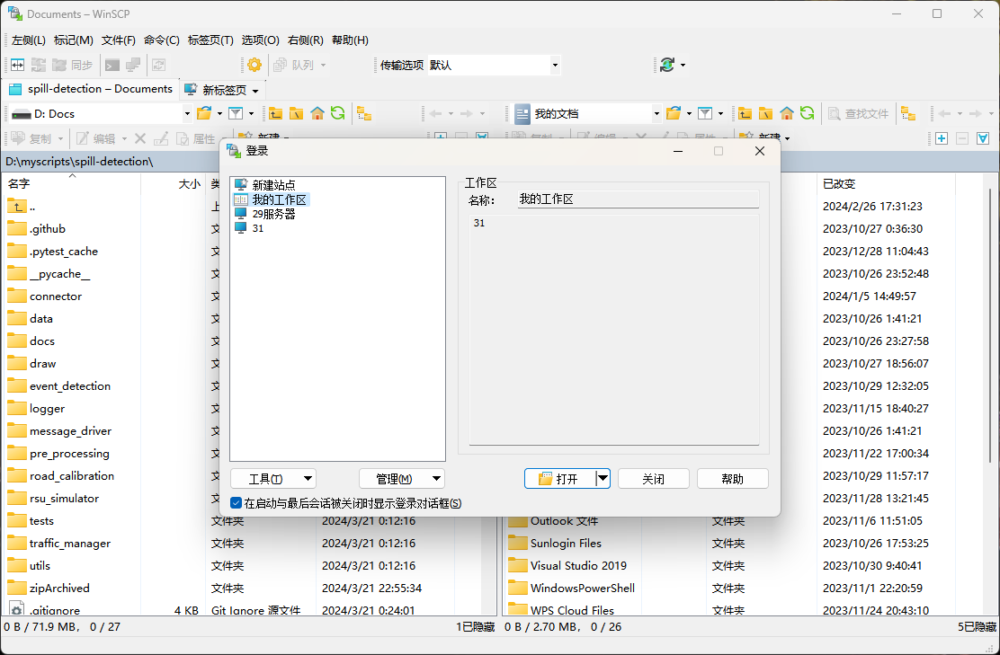 Documents – WinSCP
左侧(L) 标记(M) 文件(F) 命令(C) 标签页(T) 选项(O) 右侧(R) 帮助(H)
同步 队列 传输选项 默认
spill-detection – Documents 新标签页
D: Docs 我的文档 查找文件
复制 编辑 属性 新建 新建
D:\myscripts\spill-detection\
登录
新建站点
我的工作区
29服务器
31
工作区
名称: 我的工作区
31
工具(T) 管理(M) 打开 关闭 帮助
在启动与最后会话被关闭时显示登录对话框(S)
名字 大小 已改变
.. 2024/2/26 17:31:23
.github 2023/10/27 0:36:30
.pytest_cache 2023/12/28 11:04:43
__pycache__ 2023/10/26 23:52:48
connector 2024/1/5 14:49:57
data 2023/10/26 1:41:21
docs 2023/10/26 23:27:58
draw 2023/10/27 18:56:07
event_detection 2023/10/29 12:32:05
logger 2023/11/15 18:40:27
message_driver 2023/10/26 1:41:21
pre_processing 2023/11/22 17:00:34
road_calibration 2023/10/29 11:57:17
rsu_simulator 2023/11/28 13:21:45
tests 文件夹 2024/3/21 0:12:16 Outlook 文件 文件夹 2023/11/6 11:51:05
traffic_manager 文件夹 2024/3/21 0:12:16 Sunlogin Files 文件夹 2023/10/26 17:53:25
utils 文件夹 2024/3/21 0:12:16 Visual Studio 2019 文件夹 2023/10/30 9:40:41
zipArchived 文件夹 2024/3/21 22:55:34 WindowsPowerShell 文件夹 2023/11/1 22:20:59
.gitignore 4 KB Git Ignore 源文件 2024/3/21 0:24:01 WPS Cloud Files 文件夹 2023/11/24 20:43:10
0 B / 71.9 MB, 0 / 27 1已隐藏 0 B / 2.70 MB, 0 / 26 5已隐藏